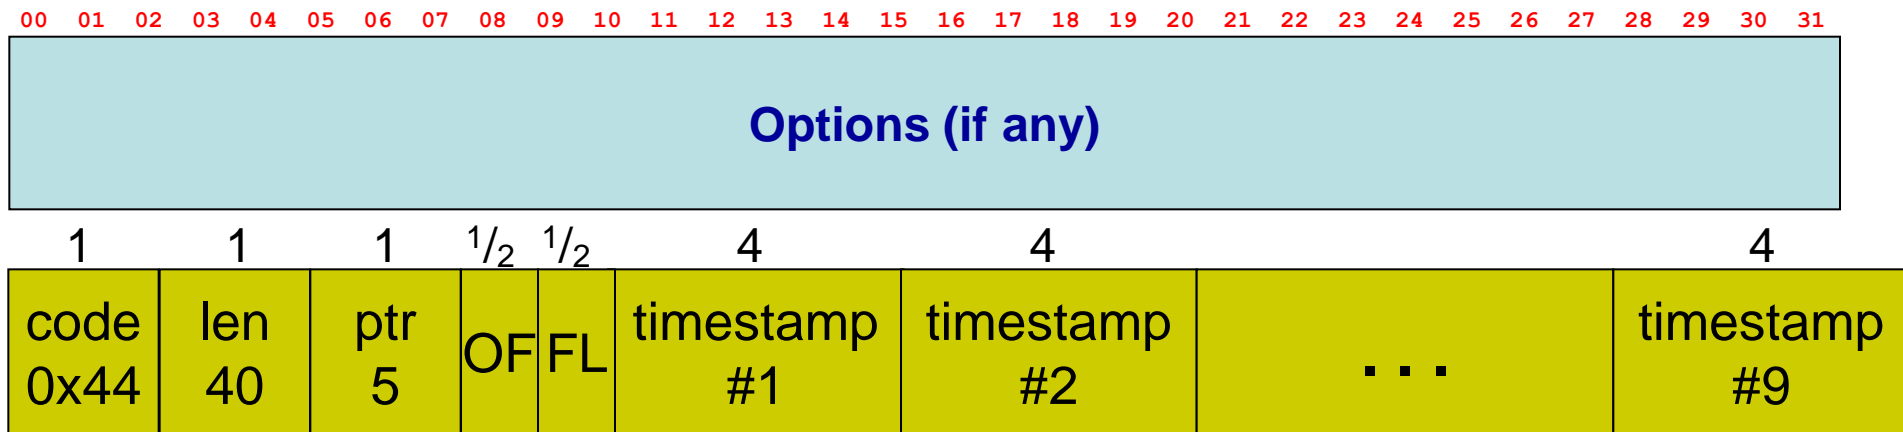 00 01 02 03 04 05 06 07 08 09 10 11 12 13 14 15 16 17 18 19 20 21 22 23 24 25 26 27 28 29 30 31
Options (if any)
1 1 1 1/2 1/2 4 4 4
code len ptr OF FL timestamp timestamp ... timestamp
0x44 40 5 #1 #2 #9